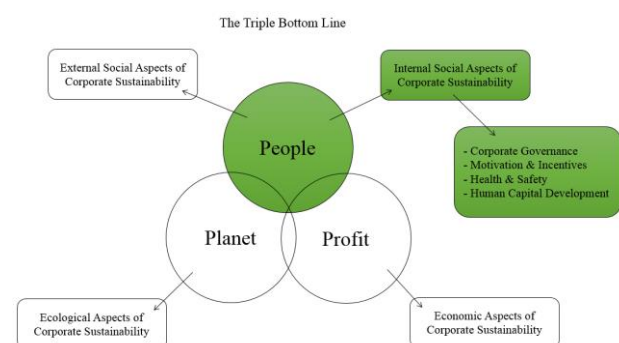 The Triple Bottom Line
External Social Aspects of
Corporate Sustainability
Internal Social Aspects of
Corporate Sustainability
People
- Corporate Governance
- Motivation & Incentives
- Health & Safety
- Human Capital Development
Planet
Profit
Ecological Aspects of
Corporate Sustainability
Economic Aspects of
Corporate Sustainability